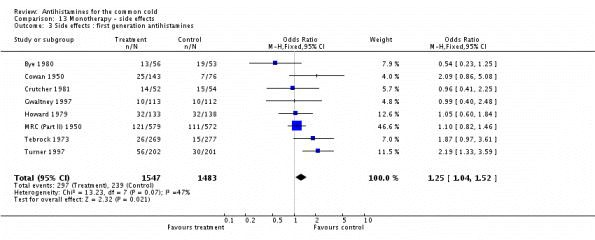 Review: Antihistamines for the common cold
Comparison: 13 Monotherapy - side effects
Outcome: 3 Side effects : first generation antihistamines
Study or subgroup Treatment Control Odds Ratio Weight Odds Ratio
n/N n/N M-H,Fixed,95% CI M-H,Fixed,95% CI
Bye 1980 13/56 19/53 7.9 % 0.54 [ 0.23, 1.25 ]
Cowan 1950 25/143 7/76 4.0 % 2.09 [ 0.86, 5.08 ]
Crutcher 1981 14/52 15/54 5.7 % 0.96 [ 0.41, 2.25 ]
Gwaltney 1997 10/113 10/112 4.8 % 0.99 [ 0.40, 2.48 ]
Howard 1979 32/133 32/138 12.6 % 1.05 [ 0.60, 1.84 ]
MRC (Part II) 1950 121/579 111/572 46.6 % 1.10 [ 0.82, 1.46 ]
Tebrock 1973 26/269 15/277 7.0 % 1.87 [ 0.97, 3.61 ]
Turner 1997 56/202 30/201 11.5 % 2.19 [ 1.33, 3.59 ]
Total (95% CI) 1547 1483 100.0 % 1.25 [ 1.04, 1.52 ]
Total events: 297 (Treatment), 239 (Control)
Heterogeneity: Chi² = 13.23, df = 7 (P = 0.07); I² =47%
Test for overall effect: Z = 2.32 (P = 0.021)
0.1 0.2 0.5 1 2 5 10
Favours treatment Favours control